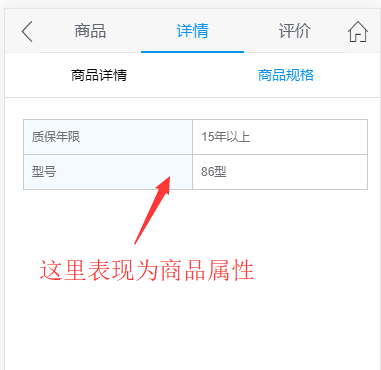 商品 详情 评价
商品详情 商品规格
质保年限 15年以上
型号 86型
这里表现为商品属性